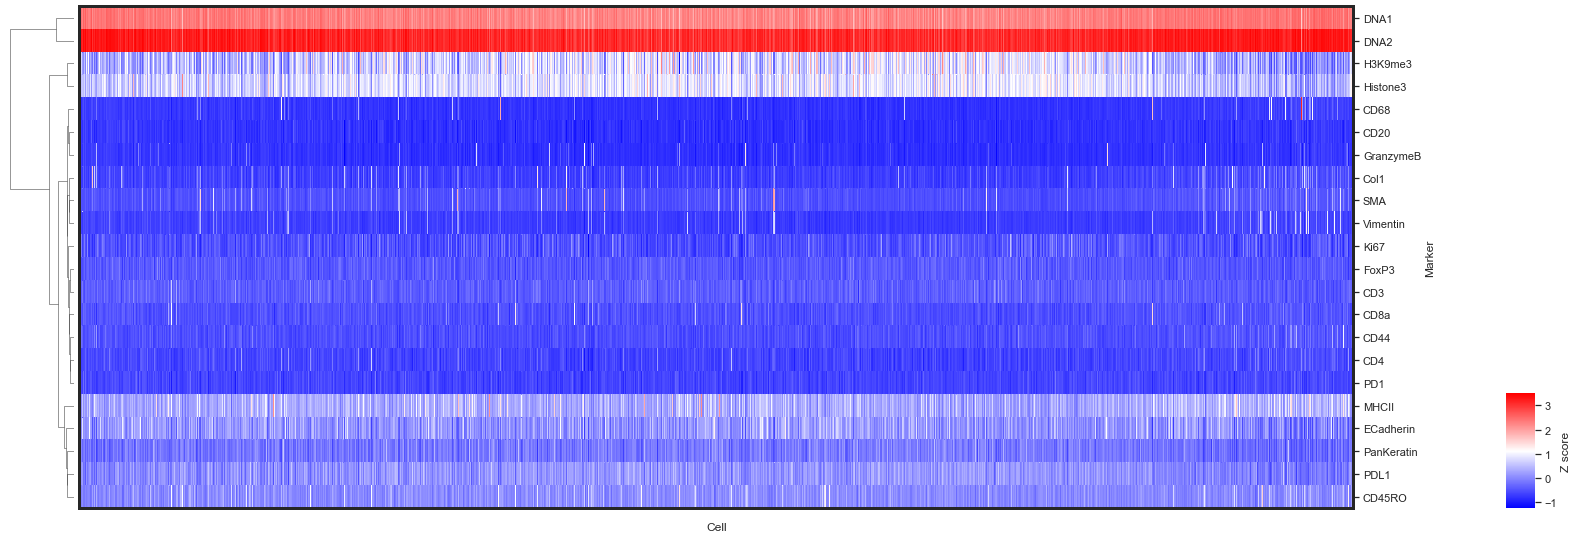 DNA1
DNA2
H3K9me3
Histone3
CD68
CD20
GranzymeB
Col1
SMA
Vimentin
Ki67
FoxP3
CD3
CD8a
CD44
CD4
PD1
MHCII
ECadherin
PanKeratin
PDL1
CD45RO
Marker
Cell
3
2
1
0
−1
Z score